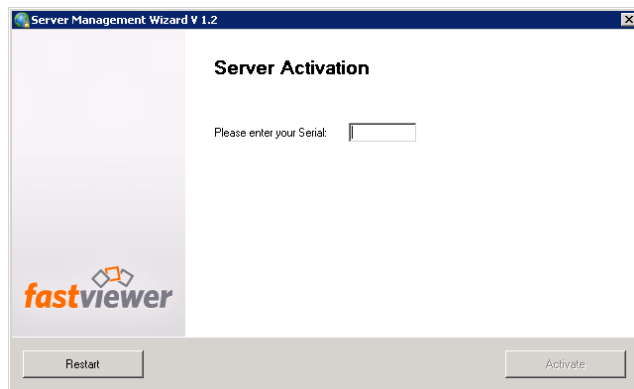 Server Management Wizard V 1.2
Server Activation
Please enter your Serial:
fastviewer
Restart
Activate